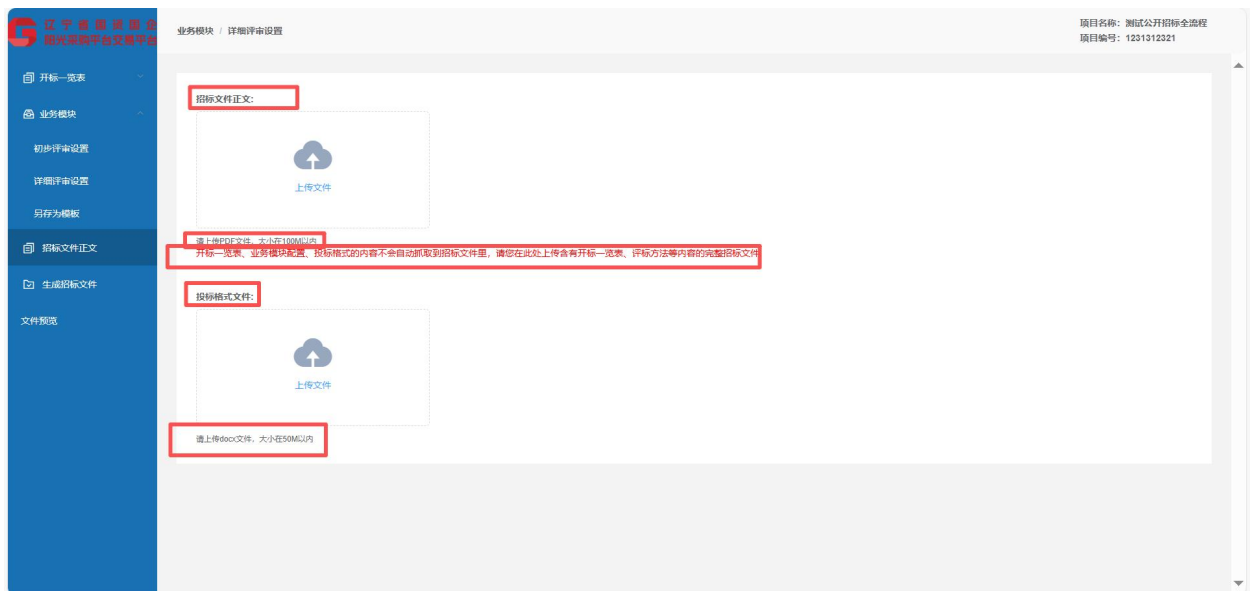 辽宁省国资国企
阳光采购平台交易平台
业务模块 / 详细评审设置
项目名称：测试公开招标全流程
项目编号：1231312321
开标一览表
业务模块
初步评审设置
详细评审设置
另存为模板
招标文件正文
生成招标文件
文件预览
招标文件正文:
上传文件
请上传PDF文件，大小在100M以内
开标一览表、业务模块配置、投标格式的内容不会自动抓取到招标文件里，请您在此处上传含有开标一览表、评标方法等内容的完整招标文件
投标格式文件:
上传文件
请上传docx文件，大小在50M以内